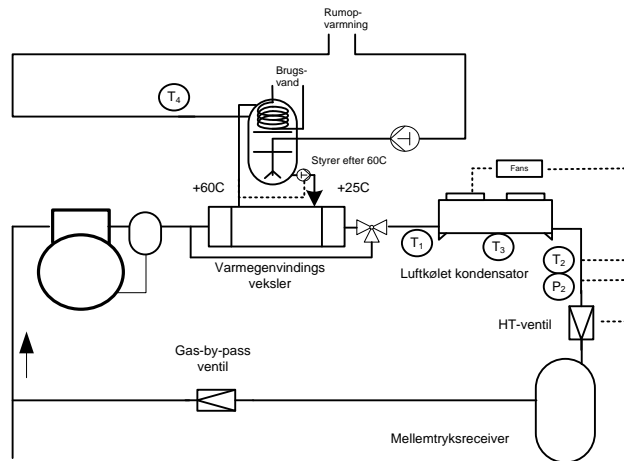 Rumop-
varmning
Brugs-
vand
T4
Styrer efter 60C
+60C
+25C
Fans
T1
T3
T2
P2
Varmegenvindings
veksler
Luftkølet kondensator
HT-ventil
Gas-by-pass
ventil
Mellemtryksreceiver